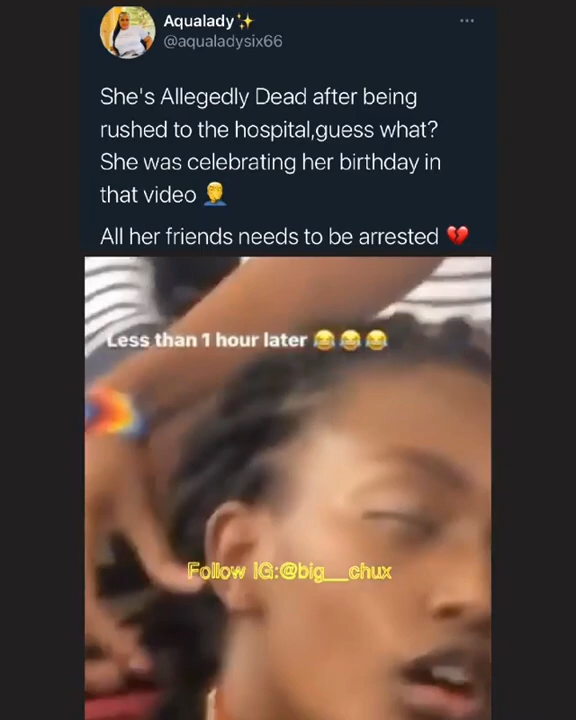 Aqualady✨
@aqualadysix66
She's Allegedly Dead after being
rushed to the hospital,guess what?
She was celebrating her birthday in
that video 🤦‍♂️
All her friends needs to be arrested 💔
Less than 1 hour later 😂😂😂
Follow IG:@big__chux